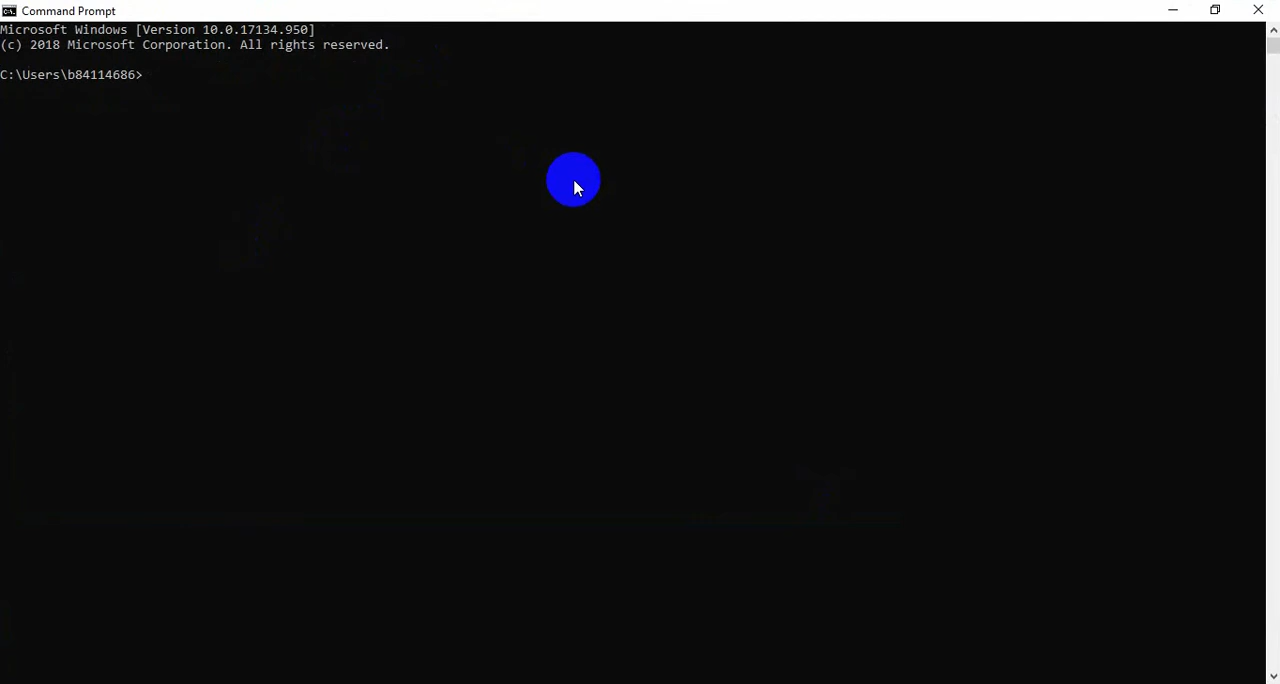 Command Prompt
Microsoft Windows [Version 10.0.17134.950]
(c) 2018 Microsoft Corporation. All rights reserved.
C:\Users\b84114686>